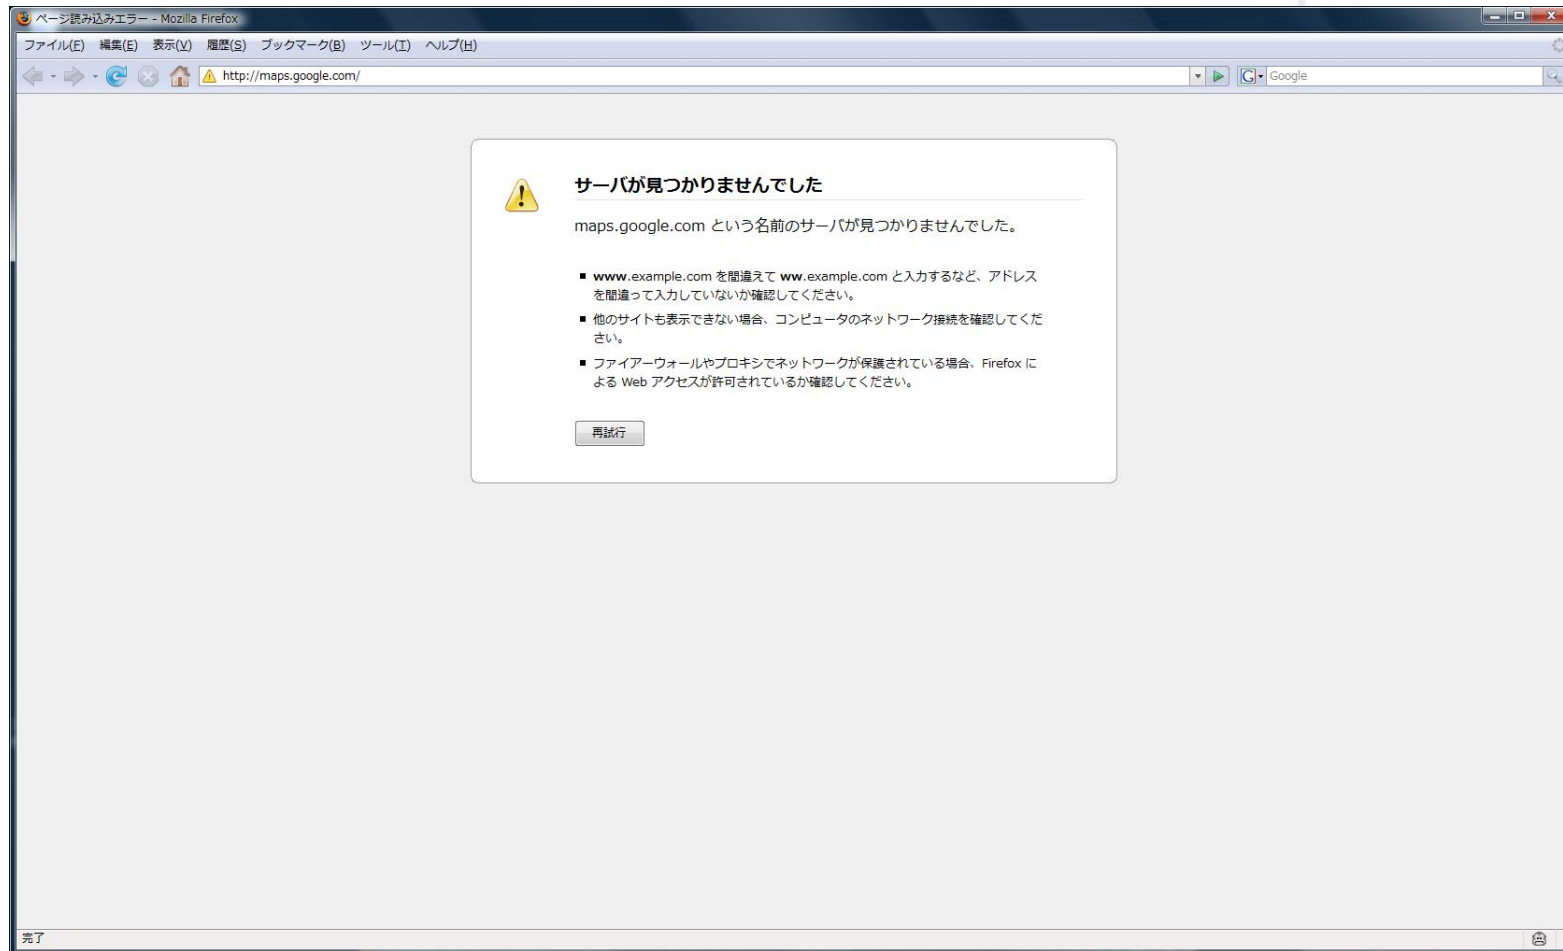 ページ読み込みエラー - Mozilla Firefox
ファイル(F) 編集(E) 表示(V) 履歴(S) ブックマーク(B) ツール(T) ヘルプ(H)
http://maps.google.com/ G Google
サーバが見つかりませんでした
maps.google.com という名前のサーバが見つかりませんでした。
www.example.com を間違えて ww.example.com と入力するなど、アドレス
を間違って入力していないか確認してください。
他のサイトも表示できない場合、コンピュータのネットワーク接続を確認してくだ
さい。
ファイアーウォールやプロキシでネットワークが保護されている場合、Firefox に
よる Web アクセスが許可されているか確認してください。
再試行
完了